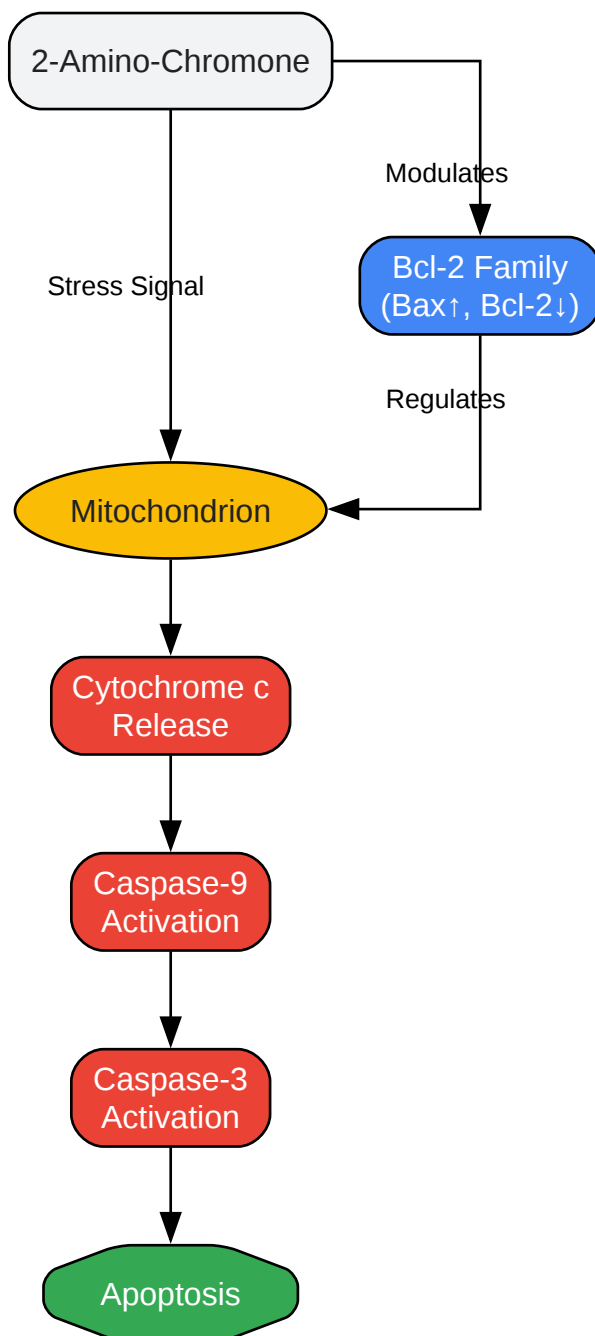 2-Amino-Chromone
Modulates
Bcl-2 Family
(Bax↑, Bcl-2↓)
Stress Signal
Regulates
Mitochondrion
Cytochrome c
Release
Caspase-9
Activation
Caspase-3
Activation
Apoptosis